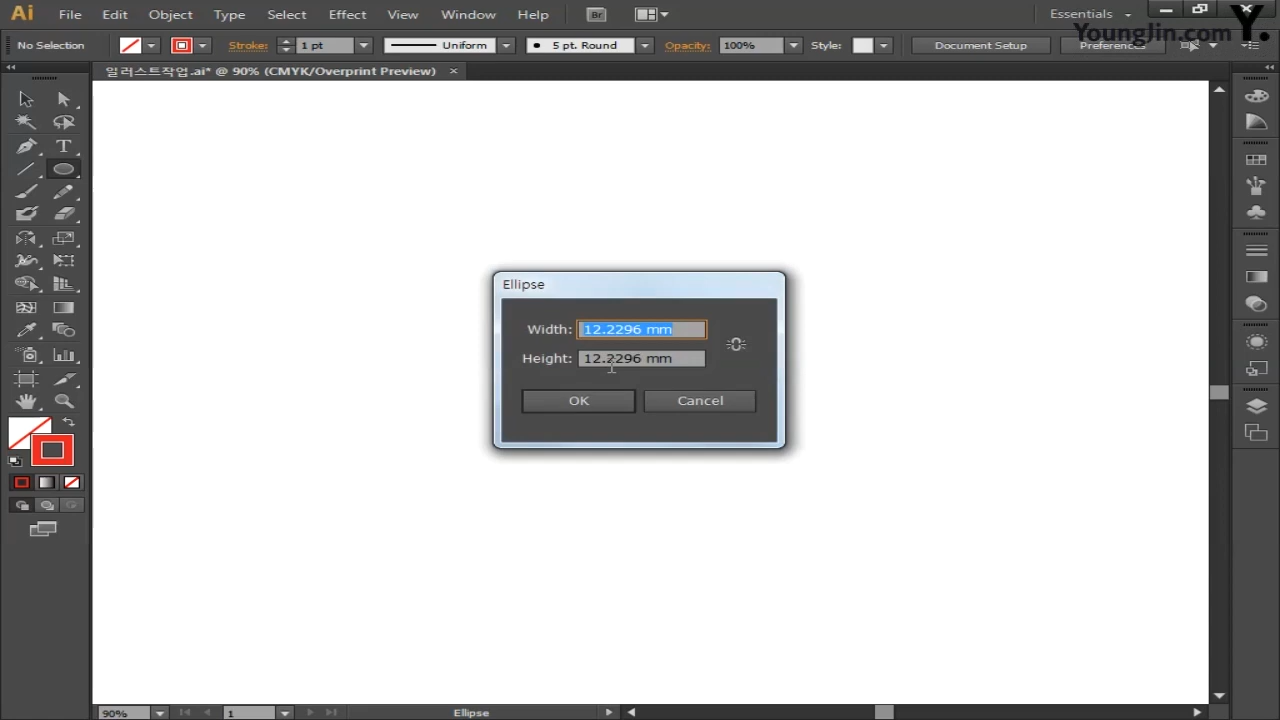 Ai File Edit Object Type Select Effect View Window Help Br Essentials
YoungJin.com Y.
No Selection Stroke: 1 pt Uniform 5 pt. Round Opacity: 100% Style: Document Setup Preferences
일러스트작업.ai* @ 90% (CMYK/Overprint Preview) ×
T
Ellipse
Width: 12.2296 mm
Height: 12.2296 mm
OK Cancel
90% 1 Ellipse